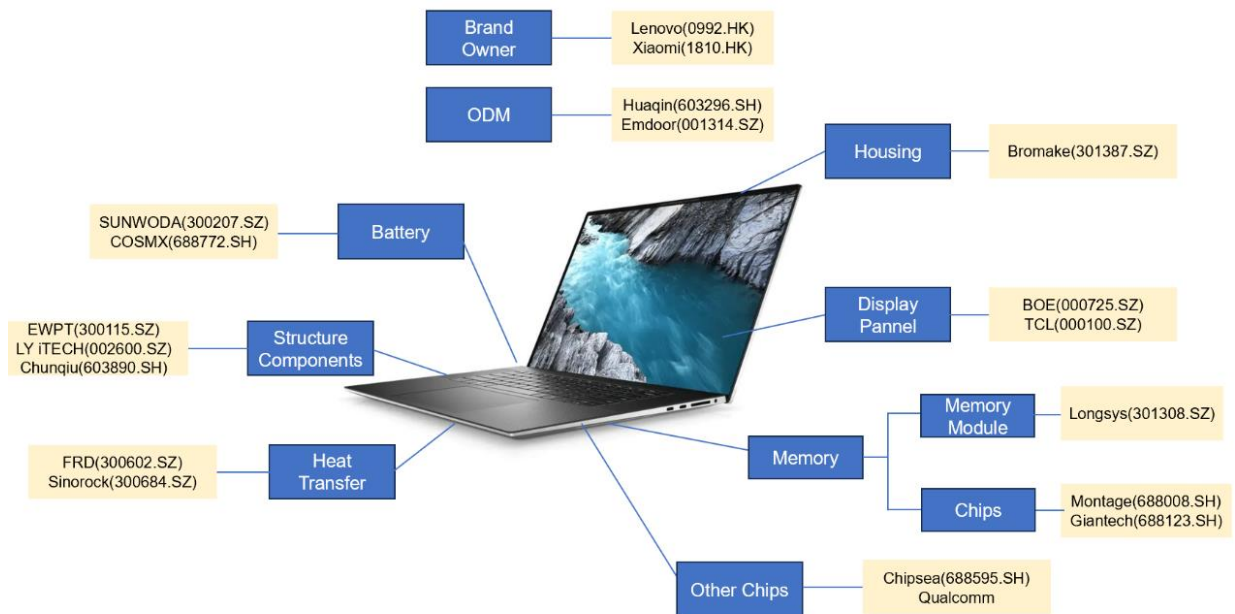 Brand
Owner
Lenovo(0992.HK)
Xiaomi(1810.HK)
ODM
Huaqin(603296.SH)
Emdoor(001314.SZ)
Housing
Bromake(301387.SZ)
SUNWODA(300207.SZ)
COSMX(688772.SH)
Battery
Display
Pannel
BOE(000725.SZ)
TCL(000100.SZ)
EWPT(300115.SZ)
LY iTECH(002600.SZ)
Chunqiu(603890.SH)
Structure
Components
Memory
Memory
Module
Longsys(301308.SZ)
Chips
Montage(688008.SH)
Giantech(688123.SH)
FRD(300602.SZ)
Sinorock(300684.SZ)
Heat
Transfer
Other Chips
Chipsea(688595.SH)
Qualcomm